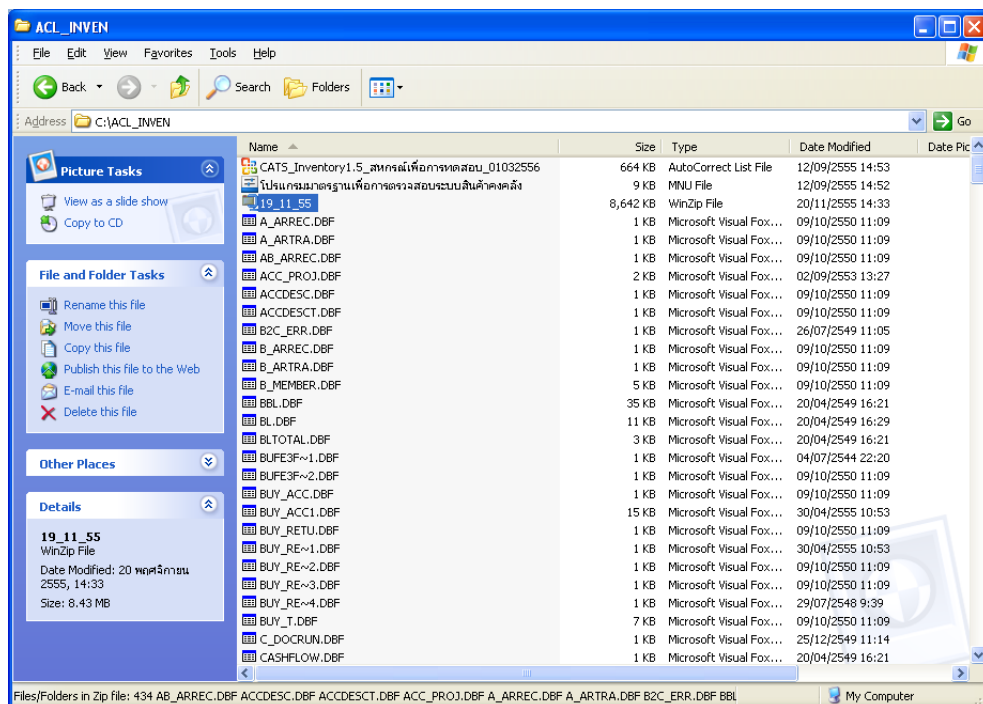 ACL_INVEN
File Edit View Favorites Tools Help
Back Search Folders
Address C:\ACL_INVEN Go
Name Size Type Date Modified Date Pic
Picture Tasks
View as a slide show
Copy to CD
File and Folder Tasks
Rename this file
Move this file
Copy this file
Publish this file to the Web
E-mail this file
Delete this file
Other Places
Details
19_11_55
WinZip File
Date Modified: 20 พฤศจิกายน
2555, 14:33
Size: 8.43 MB
CATS_Inventory1.5_สหกรณ์เพื่อการทดสอบ_01032556 664 KB AutoCorrect List File 12/09/2555 14:53
โปรแกรมมาตรฐานเพื่อการตรวจสอบระบบสินค้าคงคลัง 9 KB MNU File 12/09/2555 14:52
19_11_55 8,642 KB WinZip File 20/11/2555 14:33
A_ARREC.DBF 1 KB Microsoft Visual Fox... 09/10/2550 11:09
A_ARTRA.DBF 1 KB Microsoft Visual Fox... 09/10/2550 11:09
AB_ARREC.DBF 1 KB Microsoft Visual Fox... 09/10/2550 11:09
ACC_PROJ.DBF 2 KB Microsoft Visual Fox... 02/09/2553 13:27
ACCDESC.DBF 1 KB Microsoft Visual Fox... 09/10/2550 11:09
ACCDESCT.DBF 1 KB Microsoft Visual Fox... 09/10/2550 11:09
B2C_ERR.DBF 1 KB Microsoft Visual Fox... 26/07/2549 11:05
B_ARREC.DBF 1 KB Microsoft Visual Fox... 09/10/2550 11:09
B_ARTRA.DBF 1 KB Microsoft Visual Fox... 09/10/2550 11:09
B_MEMBER.DBF 5 KB Microsoft Visual Fox... 09/10/2550 11:09
BBL.DBF 35 KB Microsoft Visual Fox... 20/04/2549 16:21
BL.DBF 11 KB Microsoft Visual Fox... 20/04/2549 16:29
BLTOTAL.DBF 3 KB Microsoft Visual Fox... 20/04/2549 16:21
BUFE3F~1.DBF 1 KB Microsoft Visual Fox... 04/07/2544 22:20
BUFE3F~2.DBF 1 KB Microsoft Visual Fox... 09/10/2550 11:09
BUY_ACC.DBF 1 KB Microsoft Visual Fox... 09/10/2550 11:09
BUY_ACC1.DBF 15 KB Microsoft Visual Fox... 30/04/2555 10:53
BUY_RETU.DBF 1 KB Microsoft Visual Fox... 09/10/2550 11:09
BUY_RE~1.DBF 1 KB Microsoft Visual Fox... 30/04/2555 10:53
BUY_RE~2.DBF 1 KB Microsoft Visual Fox... 09/10/2550 11:09
BUY_RE~3.DBF 1 KB Microsoft Visual Fox... 09/10/2550 11:09
BUY_RE~4.DBF 1 KB Microsoft Visual Fox... 29/07/2548 9:39
BUY_T.DBF 7 KB Microsoft Visual Fox... 09/10/2550 11:09
C_DOCRUN.DBF 1 KB Microsoft Visual Fox... 25/12/2549 11:14
CASHFLOW.DBF 1 KB Microsoft Visual Fox... 20/04/2549 16:21
Files/Folders in Zip file: 434 AB_ARREC.DBF ACCDESC.DBF ACCDESCT.DBF ACC_PROJ.DBF A_ARREC.DBF A_ARTRA.DBF B2C_ERR.DBF BBL My Computer